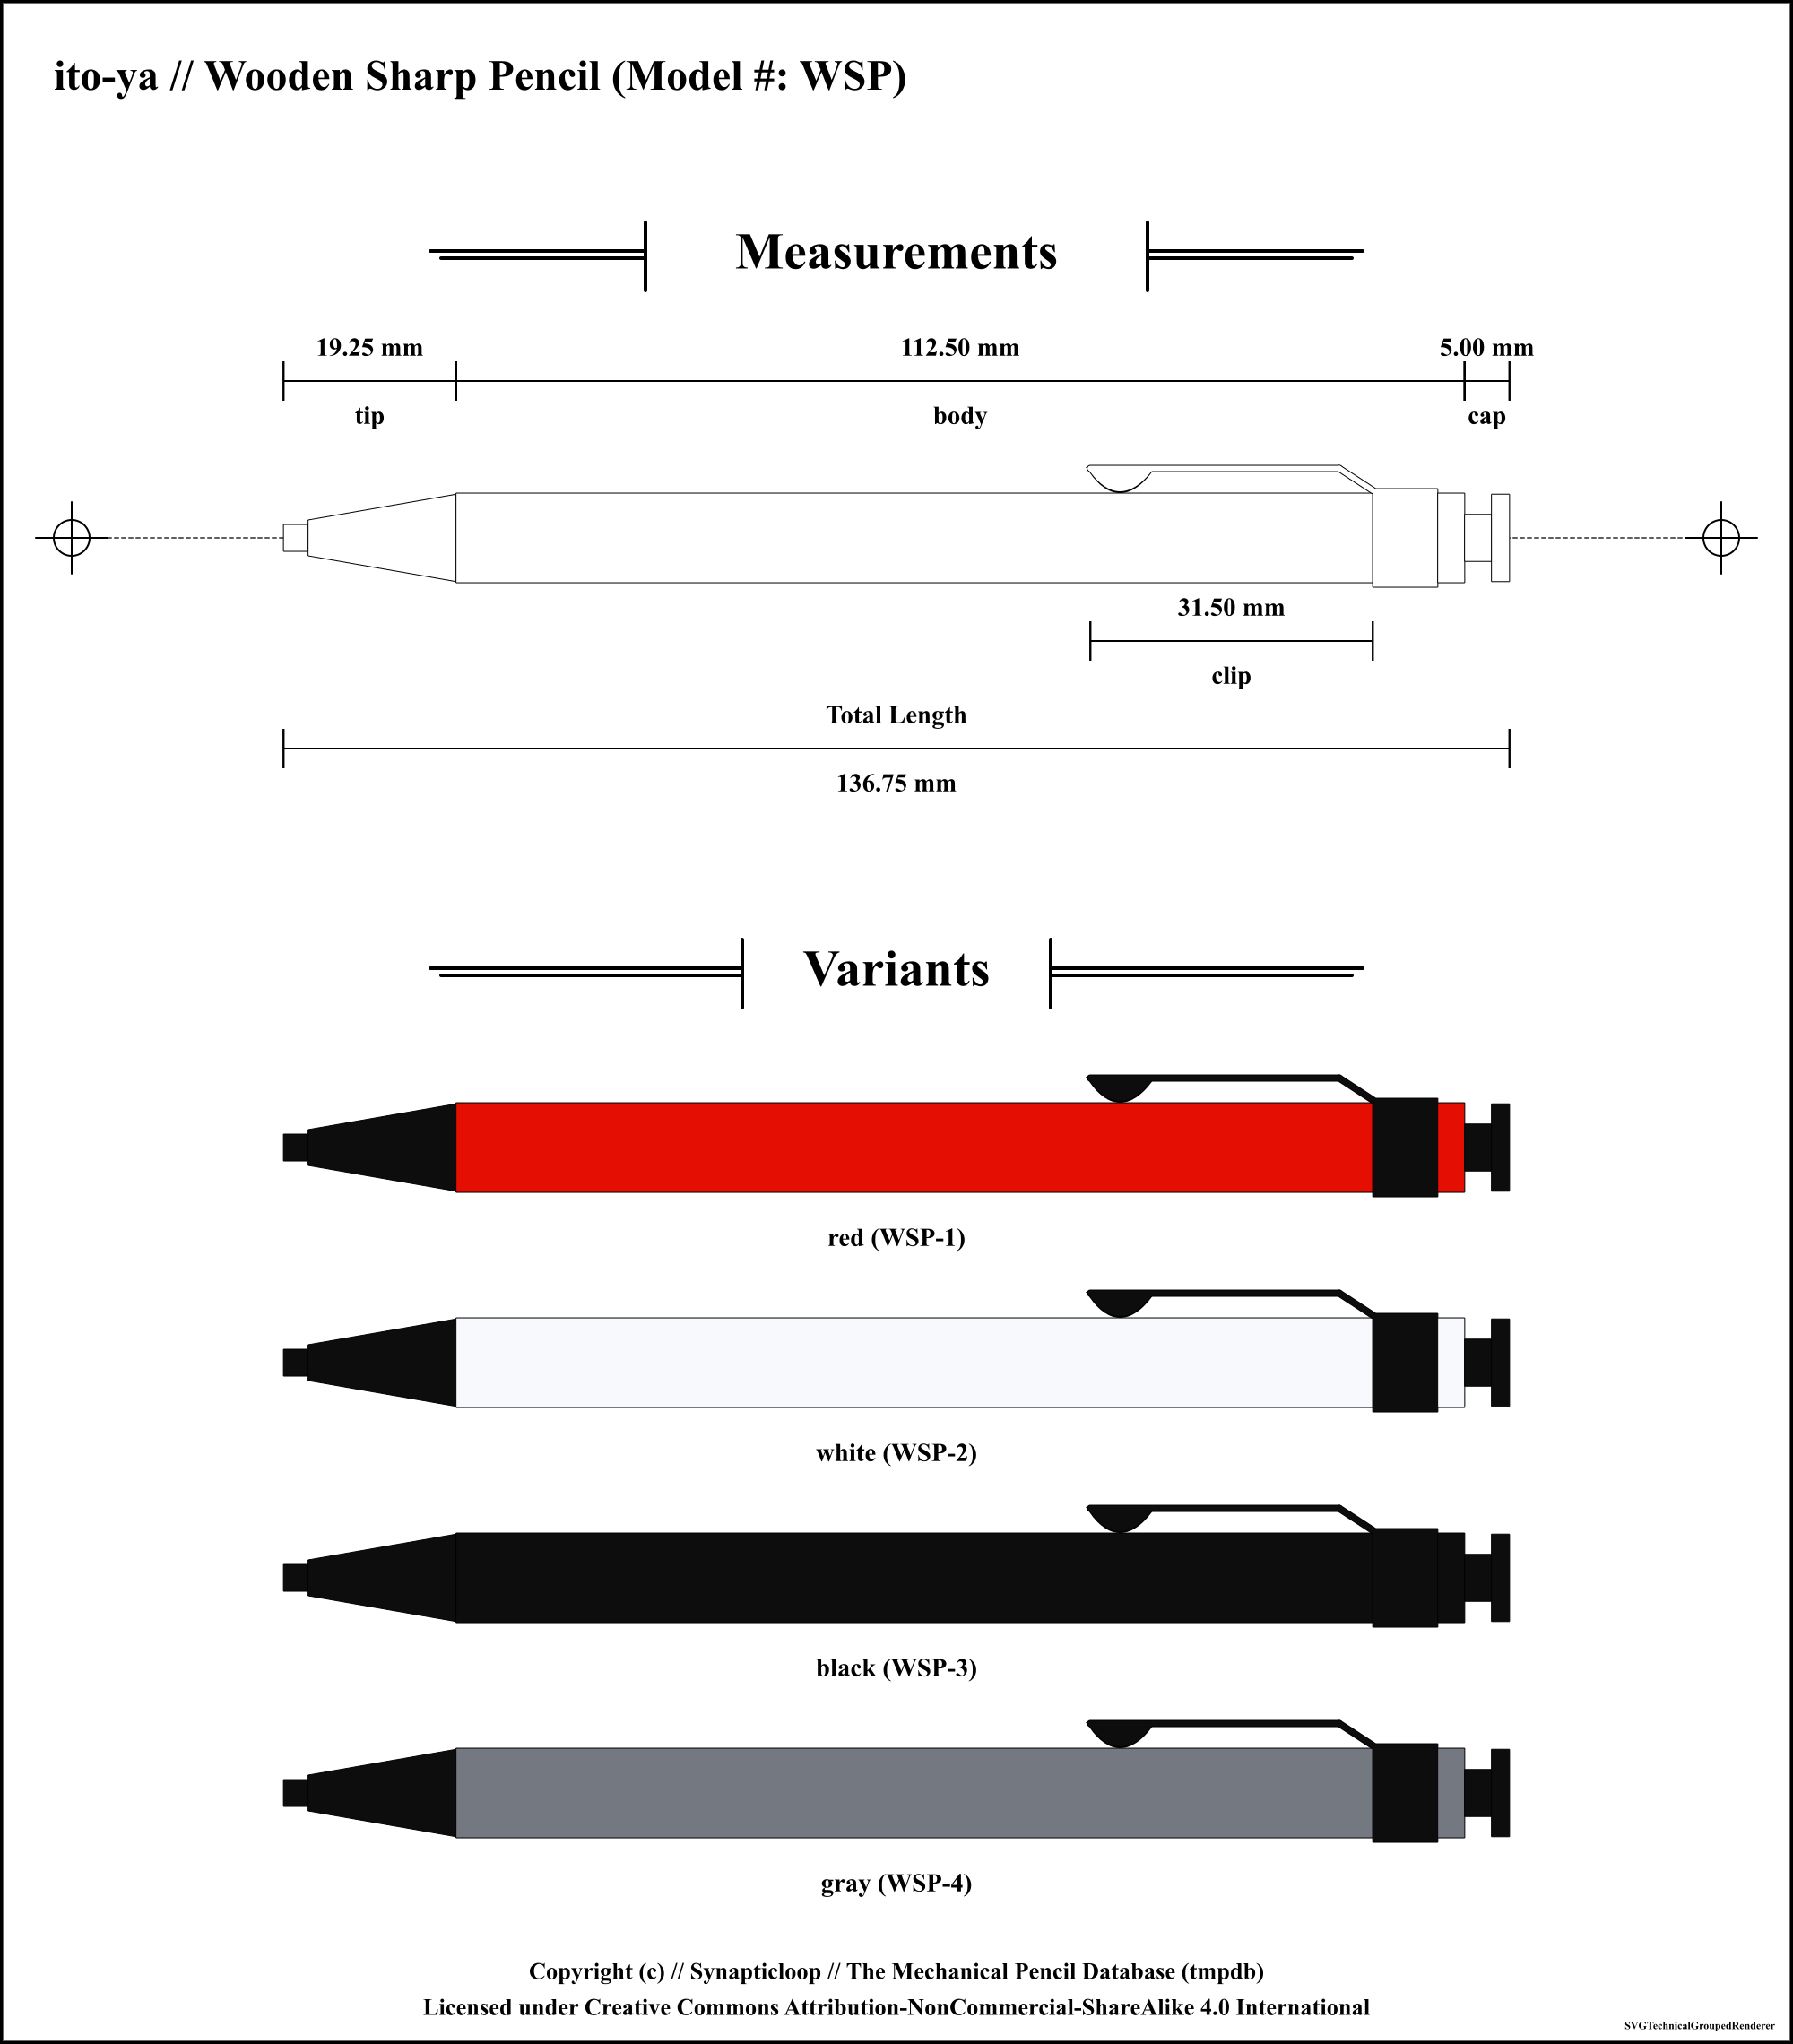 ito-ya // Wooden Sharp Pencil (Model #: WSP)
Measurements
19.25 mm
112.50 mm
5.00 mm
tip
body
cap
31.50 mm
clip
Total Length
136.75 mm
Variants
red (WSP-1)
white (WSP-2)
black (WSP-3)
gray (WSP-4)
Copyright (c) // Synapticloop // The Mechanical Pencil Database (tmpdb)
Licensed under Creative Commons Attribution-NonCommercial-ShareAlike 4.0 International
SVGTechnicalGroupedRenderer